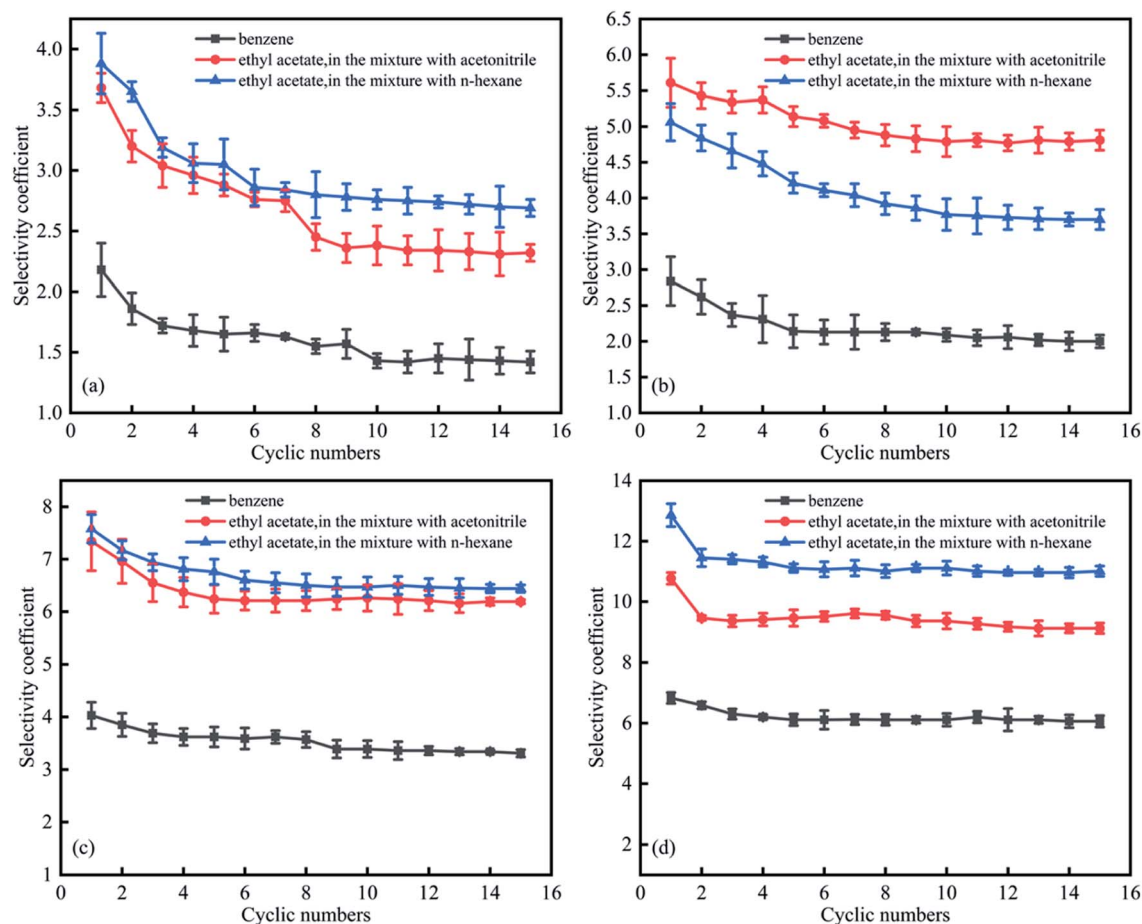 benzene
ethyl acetate,in the mixture with acetonitrile
ethyl acetate,in the mixture with n-hexane
4.0
3.5
3.0
2.5
2.0
1.5
1.0
Selectivity coefficient
(a)
0 2 4 6 8 10 12 14 16
Cyclic numbers
benzene
ethyl acetate,in the mixture with acetonitrile
ethyl acetate,in the mixture with n-hexane
6.5
6.0
5.5
5.0
4.5
4.0
3.5
3.0
2.5
2.0
1.5
1.0
Selectivity coefficient
(b)
0 2 4 6 8 10 12 14 16
Cyclic numbers
benzene
ethyl acetate,in the mixture with acetonitrile
ethyl acetate,in the mixture with n-hexane
8
7
6
5
4
3
1
Selectivity coefficient
(c)
0 2 4 6 8 10 12 14 16
Cyclic numbers
benzene
ethyl acetate,in the mixture with acetonitrile
ethyl acetate,in the mixture with n-hexane
14
12
10
8
6
4
2
Selectivity coefficient
(d)
0 2 4 6 8 10 12 14 16
Cyclic numbers